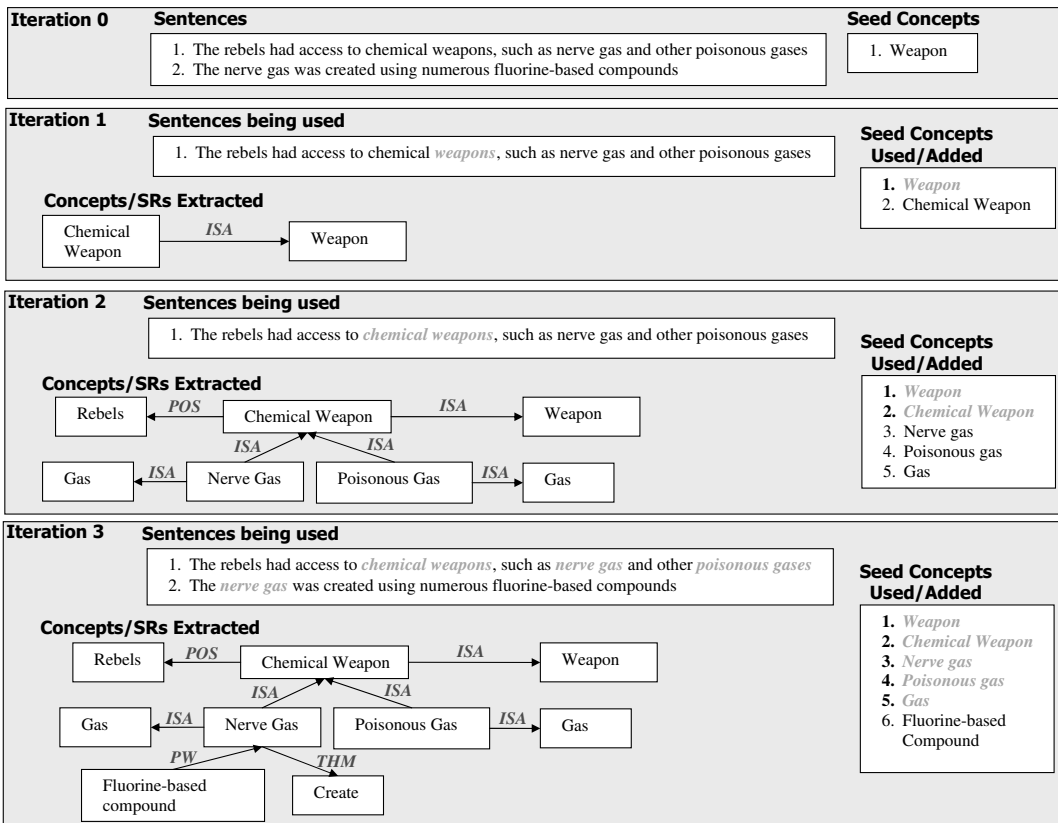 Iteration 0
Sentences
Seed Concepts
1. The rebels had access to chemical weapons, such as nerve gas and other poisonous gases
2. The nerve gas was created using numerous fluorine-based compounds
1. Weapon
Iteration 1
Sentences being used
Seed Concepts
Used/Added
1. The rebels had access to chemical weapons, such as nerve gas and other poisonous gases
1. Weapon
2. Chemical Weapon
Concepts/SRs Extracted
Chemical
Weapon
ISA
Weapon
Iteration 2
Sentences being used
Seed Concepts
Used/Added
1. The rebels had access to chemical weapons, such as nerve gas and other poisonous gases
1. Weapon
2. Chemical Weapon
3. Nerve gas
4. Poisonous gas
5. Gas
Concepts/SRs Extracted
Rebels
POS
Chemical Weapon
ISA
Weapon
ISA
ISA
Gas
ISA
Nerve Gas
Poisonous Gas
ISA
Gas
Iteration 3
Sentences being used
Seed Concepts
Used/Added
1. The rebels had access to chemical weapons, such as nerve gas and other poisonous gases
2. The nerve gas was created using numerous fluorine-based compounds
1. Weapon
2. Chemical Weapon
3. Nerve gas
4. Poisonous gas
5. Gas
6. Fluorine-based
Compound
Concepts/SRs Extracted
Rebels
POS
Chemical Weapon
ISA
Weapon
ISA
ISA
Gas
ISA
Nerve Gas
Poisonous Gas
ISA
Gas
PW
THM
Fluorine-based
compound
Create